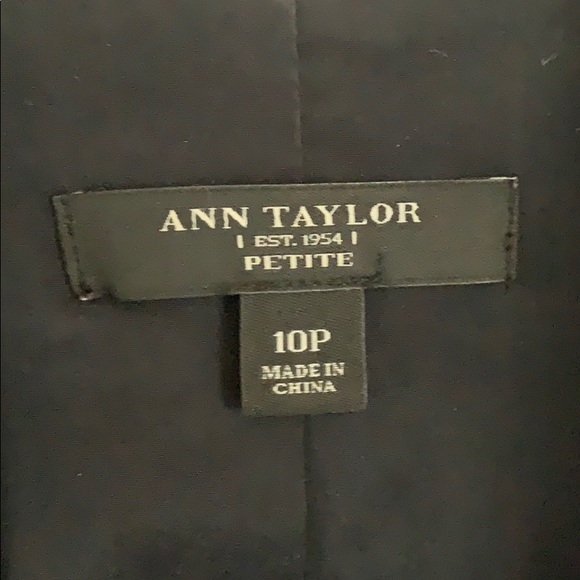 ANN TAYLOR
| EST. 1954 |
PETITE
10P
MADE IN
CHINA